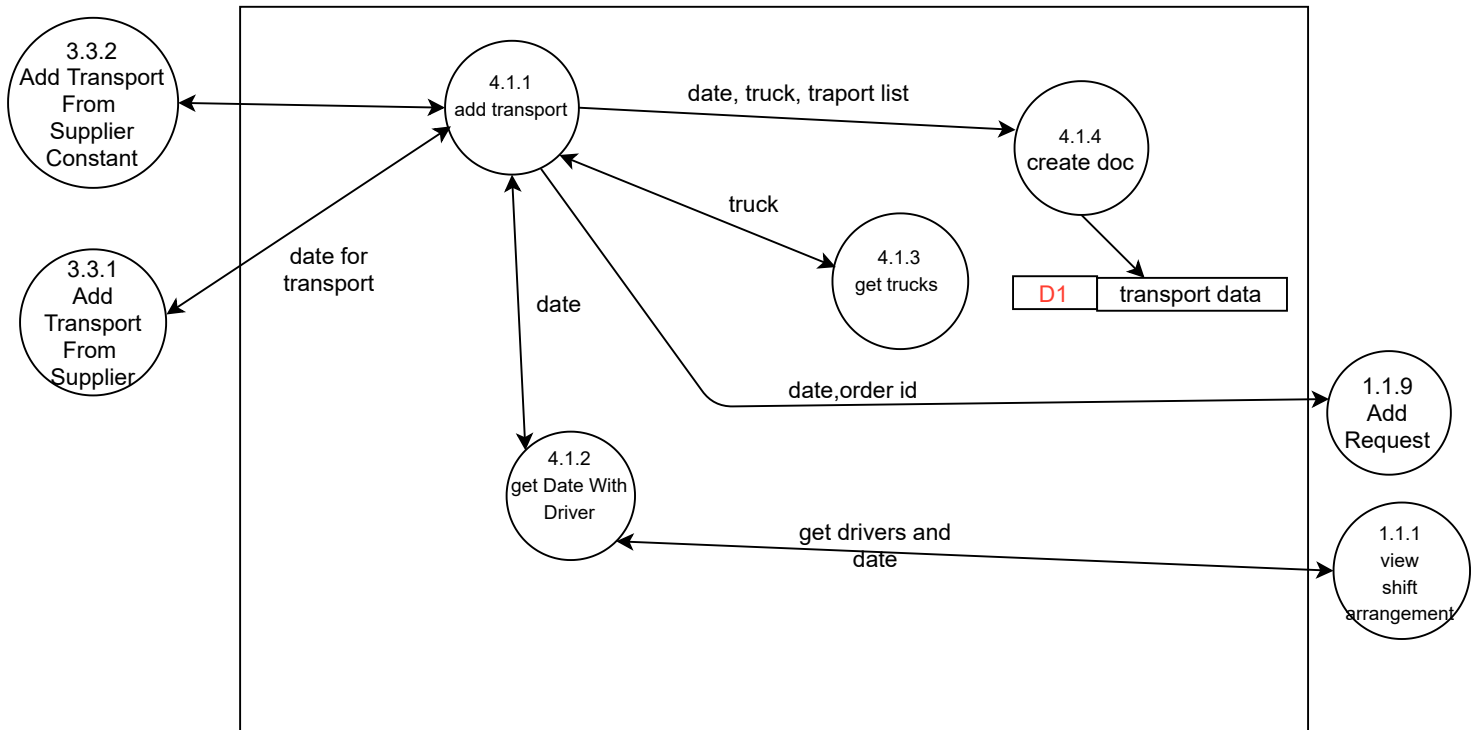 3.3.2
Add Transport
From
Supplier
Constant
4.1.1
add transport
date, truck, traport list
4.1.4
create doc
truck
4.1.3
get trucks
D1
transport data
3.3.1
Add
Transport
From
Supplier
date for
transport
date
date,order id
1.1.9
Add
Request
4.1.2
get Date With
Driver
get drivers and
date
1.1.1
view
shift
arrangement